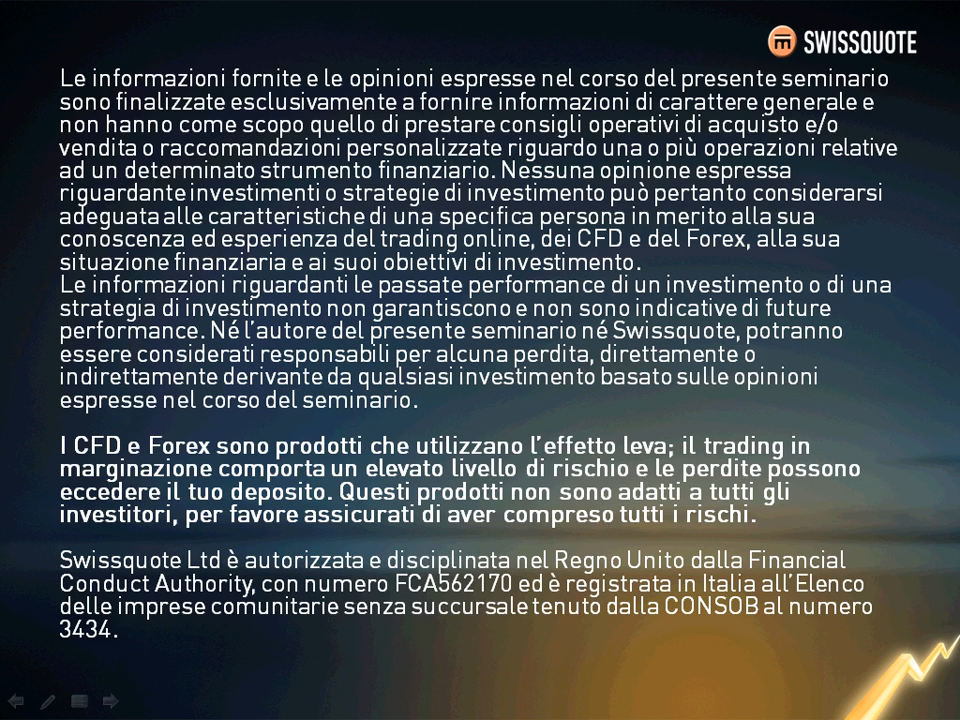 SWISSQUOTE
Le informazioni fornite e le opinioni espresse nel corso del presente seminario
sono finalizzate esclusivamente a fornire informazioni di carattere generale e
non hanno come scopo quello di prestare consigli operativi di acquisto e/o
vendita o raccomandazioni personalizzate riguardo una o più operazioni relative
ad un determinato strumento finanziario. Nessuna opinione espressa
riguardante investimenti o strategie di investimento può pertanto considerarsi
adeguata alle caratteristiche di una specifica persona in merito alla sua
conoscenza ed esperienza del trading online, dei CFD e del Forex, alla sua
situazione finanziaria e ai suoi obiettivi di investimento.
Le informazioni riguardanti le passate performance di un investimento o di una
strategia di investimento non garantiscono e non sono indicative di future
performance. Né l'autore del presente seminario né Swissquote, potranno
essere considerati responsabili per alcuna perdita, direttamente o
indirettamente derivante da qualsiasi investimento basato sulle opinioni
espresse nel corso del seminario.
I CFD e Forex sono prodotti che utilizzano l'effetto leva; il trading in
marginazione comporta un elevato livello di rischio e le perdite possono
eccedere il tuo deposito. Questi prodotti non sono adatti a tutti gli
investitori, per favore assicurati di aver compreso tutti i rischi.
Swissquote Ltd è autorizzata e disciplinata nel Regno Unito dalla Financial
Conduct Authority, con numero FCA562170 ed è registrata in Italia all'Elenco
delle imprese comunitarie senza succursale tenuto dalla CONSOB al numero
3434.